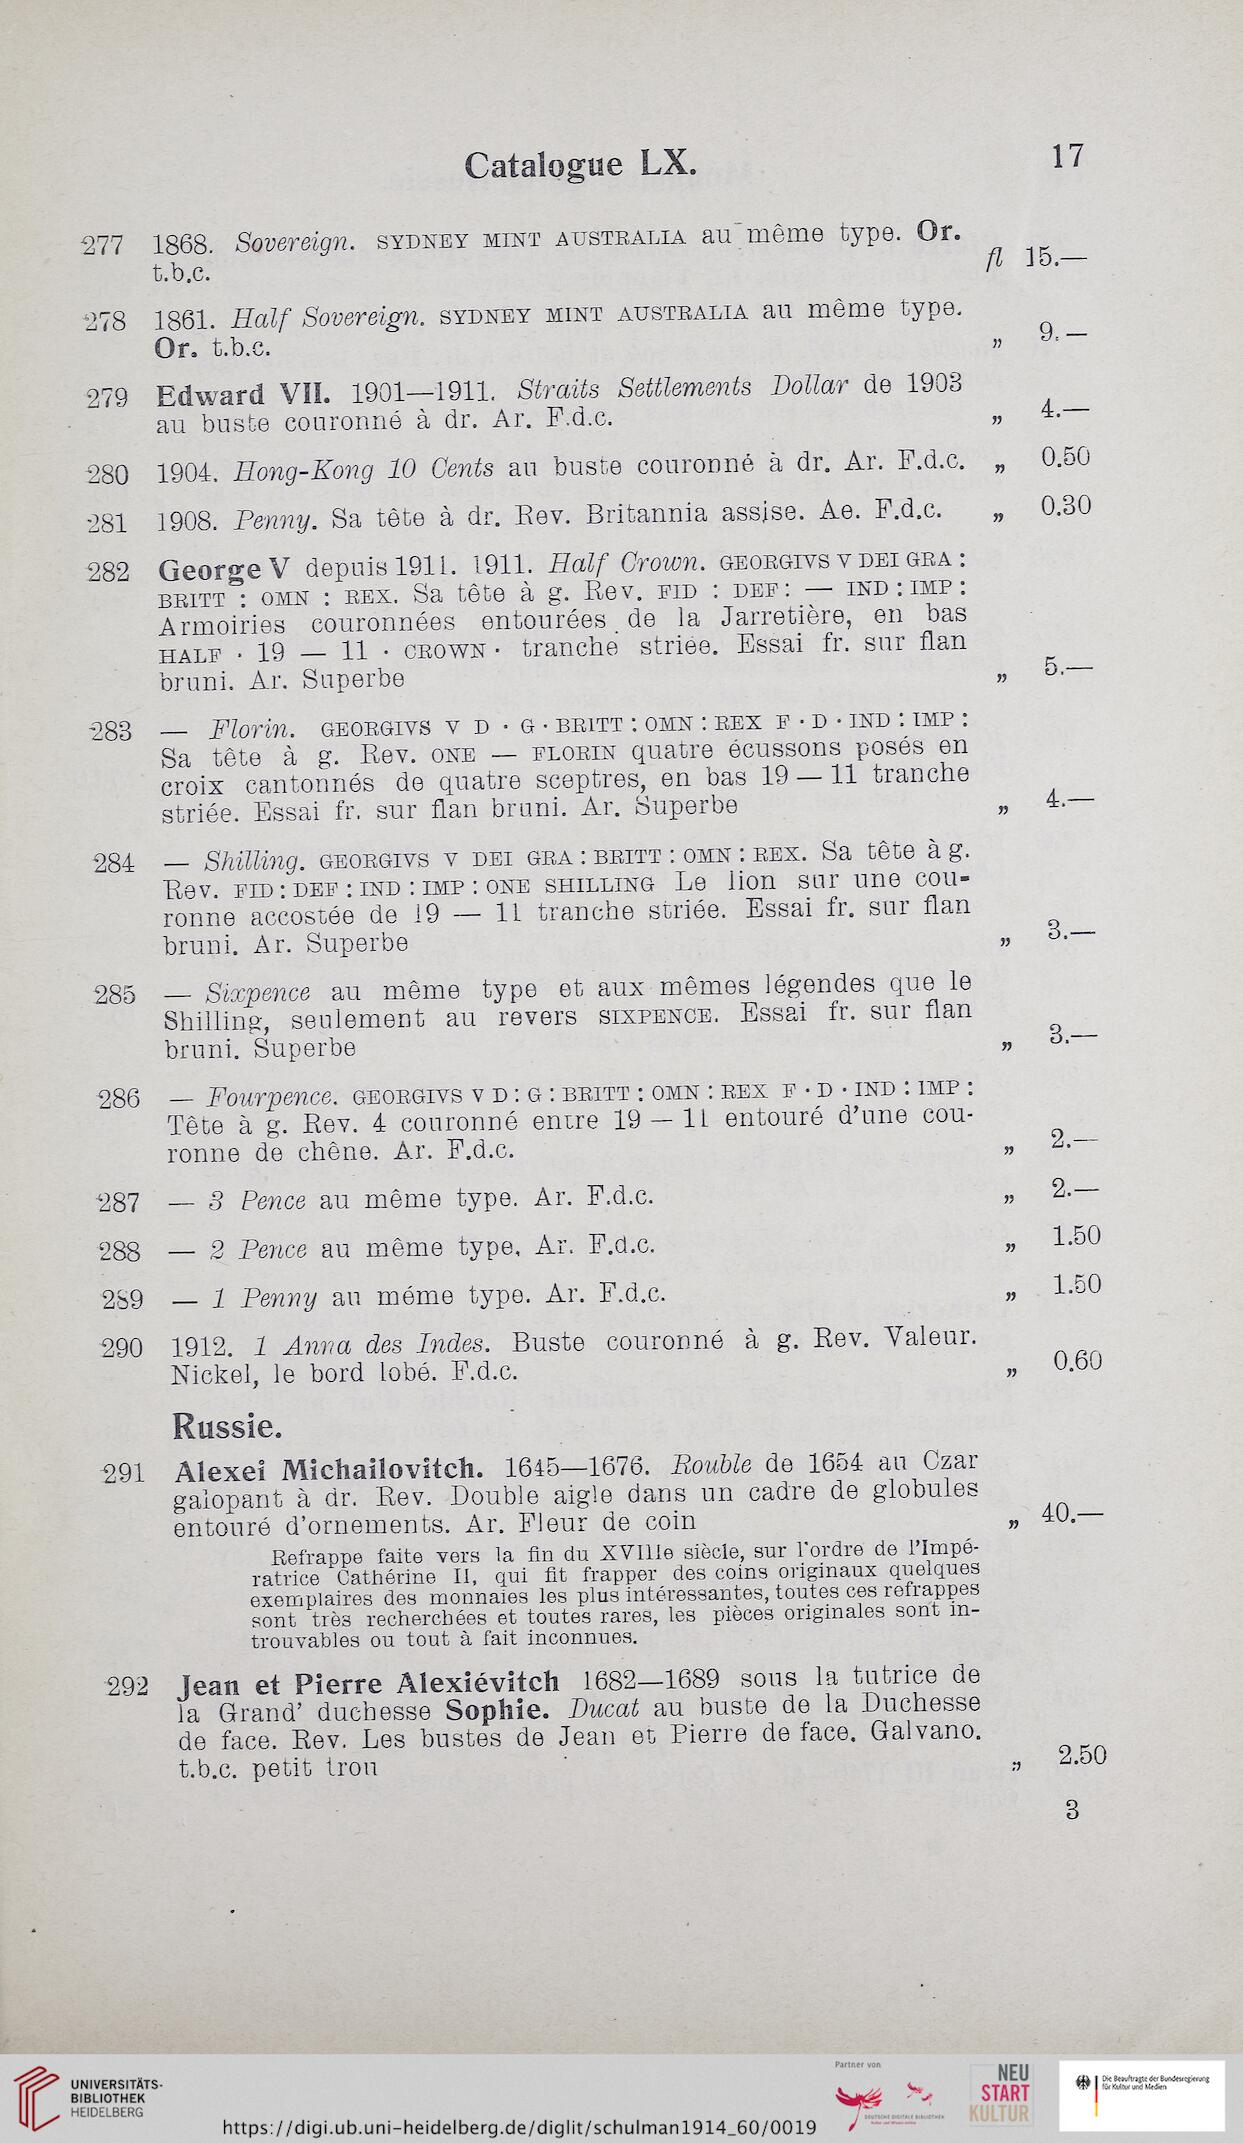 Catalogue LX. 17
277 1868. Sovereign. SYDNEY MINT AUSTRALIA au même type. Or.
t.b.c. fl 15.—
278 1861. Half Sovereign. SYDNEY MINT AUSTRALIA au même type.
Or. t.b.c. „ 9.—
279 Edward VII. 1901—1911. Straits Settlements Dollar de 1903
au buste couronné à dr. Ar. F.d.c. „ 4.—
280 1904. Hong-Kong 10 Cents au buste couronné à dr. Ar. F.d.c. „ 0.50
281 1908. Penny. Sa tête à dr. Rev. Britannia assise. Ae. F.d.c. „ 0.30
282 George V depuis 1911. 1911. Half Crown. GEORGIVS V DEI GRA :
BRITT : OMN : REX. Sa tête à g. Rev. FID : DEF : — IND : IMP :
Armoiries couronnées entourées de la Jarretière, en bas
HALF · 19 — 11 · CROWN · tranche striée. Essai fr. sur flan
bruni. Ar. Superbe „ 5.—
283 — Florin. GEORGIVS V D · G · BRITT : OMN : REX F · D · IND : IMP :
Sa tête à g. Rev. ONE — FLORIN quatre écussons posés en
croix cantonnés de quatre sceptres, en bas 19 — 11 tranche
striée. Essai fr. sur flan bruni. Ar. Superbe „ 4.—
284 — Shilling. GEORGIVS V DEI GRA : BRITT : OMN : REX. Sa tête à g.
Rev. FID : DEF : IND : IMP : ONE SHILLING Le lion sur une cou-
ronne accostée de 19 — 11 tranche striée. Essai fr. sur flan
bruni. Ar. Superbe „ 3.—
285 — Sixpence au même type et aux mêmes légendes que le
Shilling, seulement au revers SIXPENCE. Essai fr. sur flan
bruni. Superbe „ 3.—
286 — Fourpence. GEORGIVS V D : G : BRITT : OMN : REX F · D · IND : IMP :
Tête à g. Rev. 4 couronné entre 19 — 11 entouré d'une cou-
ronne de chêne. Ar. F.d.c. „ 2.—
287 — 3 Pence au même type. Ar. F.d.c. „ 2.—
288 — 2 Pence au même type, Ar. F.d.c. „ 1.50
289 — 1 Penny au méme type. Ar. F.d.c. „ 1.50
290 1912. 1 Anna des Indes. Buste couronné à g. Rev. Valeur.
Nickel, le bord lobé. F.d.c. „ 0.60
Russie.
291 Alexei Michailovitch. 1645—1676. Rouble de 1654 au Czar
galopant à dr. Rev. Double aigle dans un cadre de globules
entouré d'ornements. Ar. Fleur de coin „ 40.—
Refrappe faite vers la fin du XVIIIe siècle, sur l'ordre de l'Impé-
ratrice Cathérine II, qui fit frapper des coins originaux quelques
exemplaires des monnaies les plus intéressantes, toutes ces refrappes
sont très recherchées et toutes rares, les pièces originales sont in-
trouvables ou tout à fait inconnues.
292 Jean et Pierre Alexiévitch 1682—1689 sous la tutrice de
la Grand' duchesse Sophie. Ducat au buste de la Duchesse
de face. Rev. Les bustes de Jean et Pierre de face. Galvano.
t.b.c. petit trou „ 2.50
3
UNIVERSITÄTS-
BIBLIOTHEK
HEIDELBERG
https://digi.ub.uni-heidelberg.de/diglit/schulman1914_60/0019
Partner von
DEUTSCHE DIGITALE BIBLIOTHEK
NEU
START
KULTUR
Die Beauftragte der Bundesregierung
für Kultur und Medien